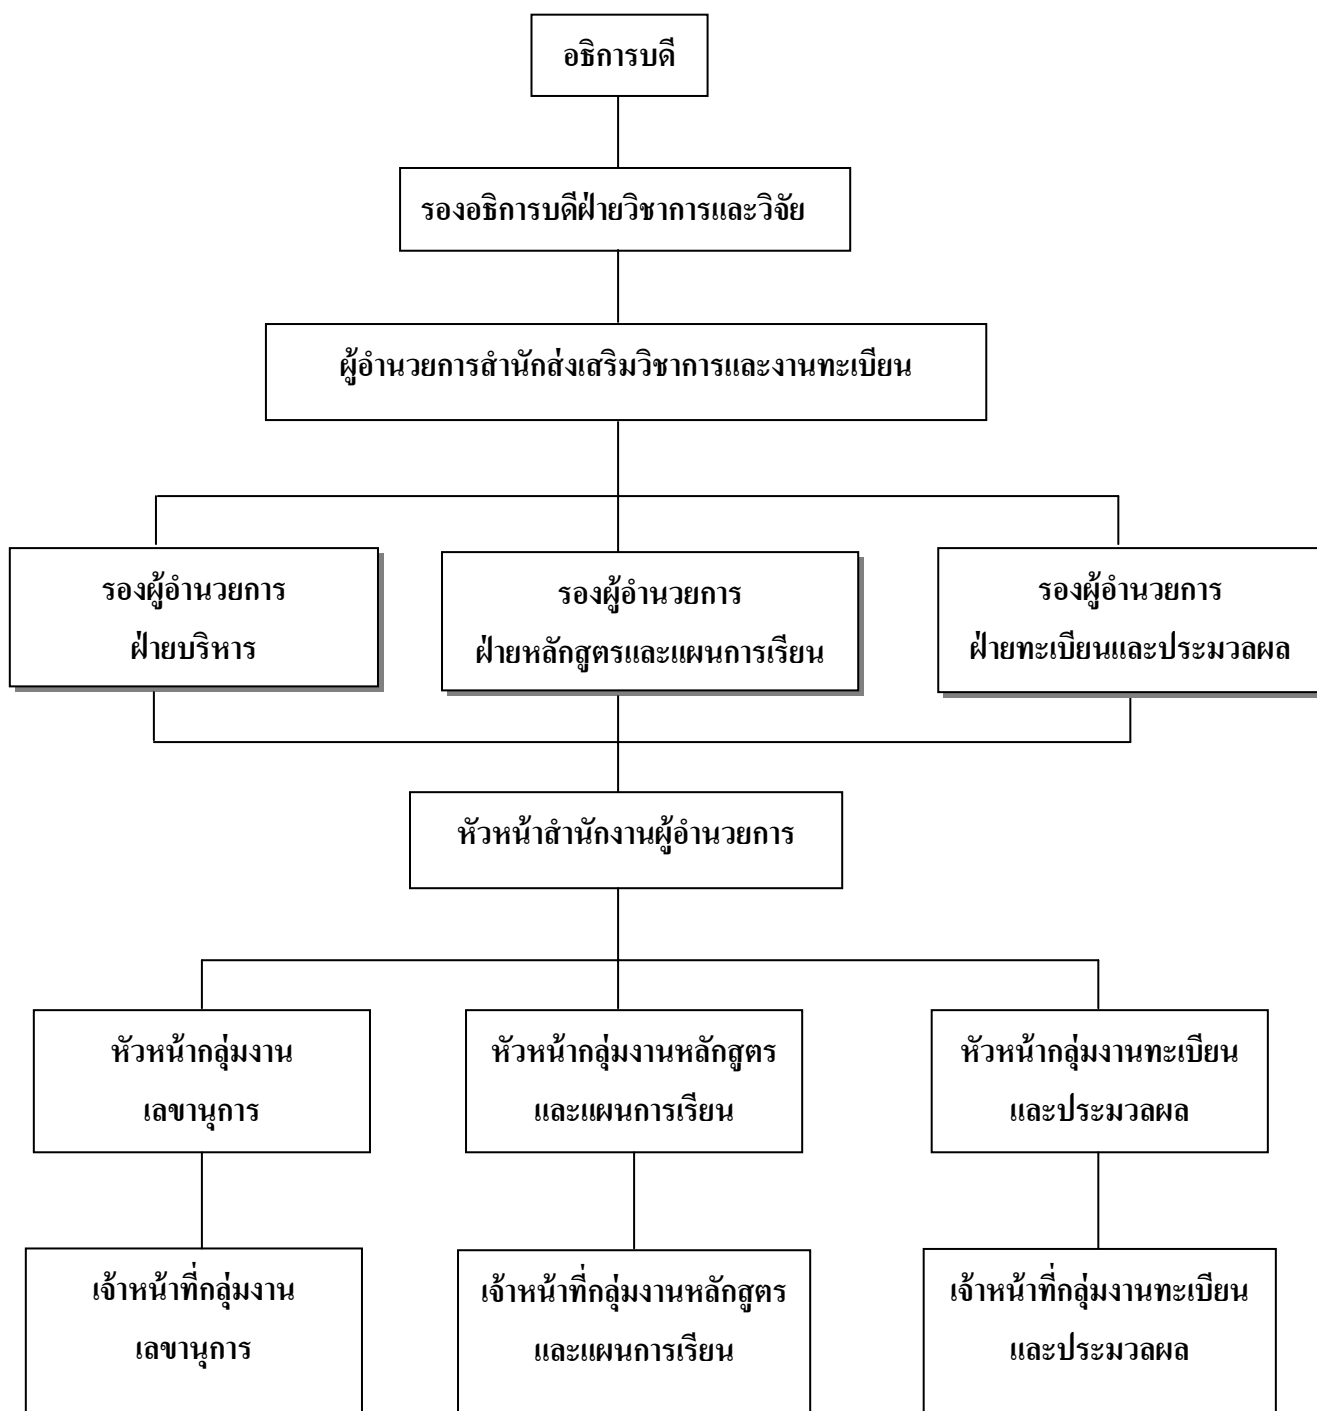 อธิการบดี
รองอธิการบดีฝ่ายวิชาการและวิจัย
ผู้อำนวยการสำนักส่งเสริมวิชาการและงานทะเบียน
รองผู้อำนวยการ
ฝ่ายบริหาร
รองผู้อำนวยการ
ฝ่ายหลักสูตรและแผนการเรียน
รองผู้อำนวยการ
ฝ่ายทะเบียนและประมวลผล
หัวหน้าสำนักงานผู้อำนวยการ
หัวหน้ากลุ่มงาน
เลขานุการ
หัวหน้ากลุ่มงานหลักสูตร
และแผนการเรียน
หัวหน้ากลุ่มงานทะเบียน
และประมวลผล
เจ้าหน้าที่กลุ่มงาน
เลขานุการ
เจ้าหน้าที่กลุ่มงานหลักสูตร
และแผนการเรียน
เจ้าหน้าที่กลุ่มงานทะเบียน
และประมวลผล